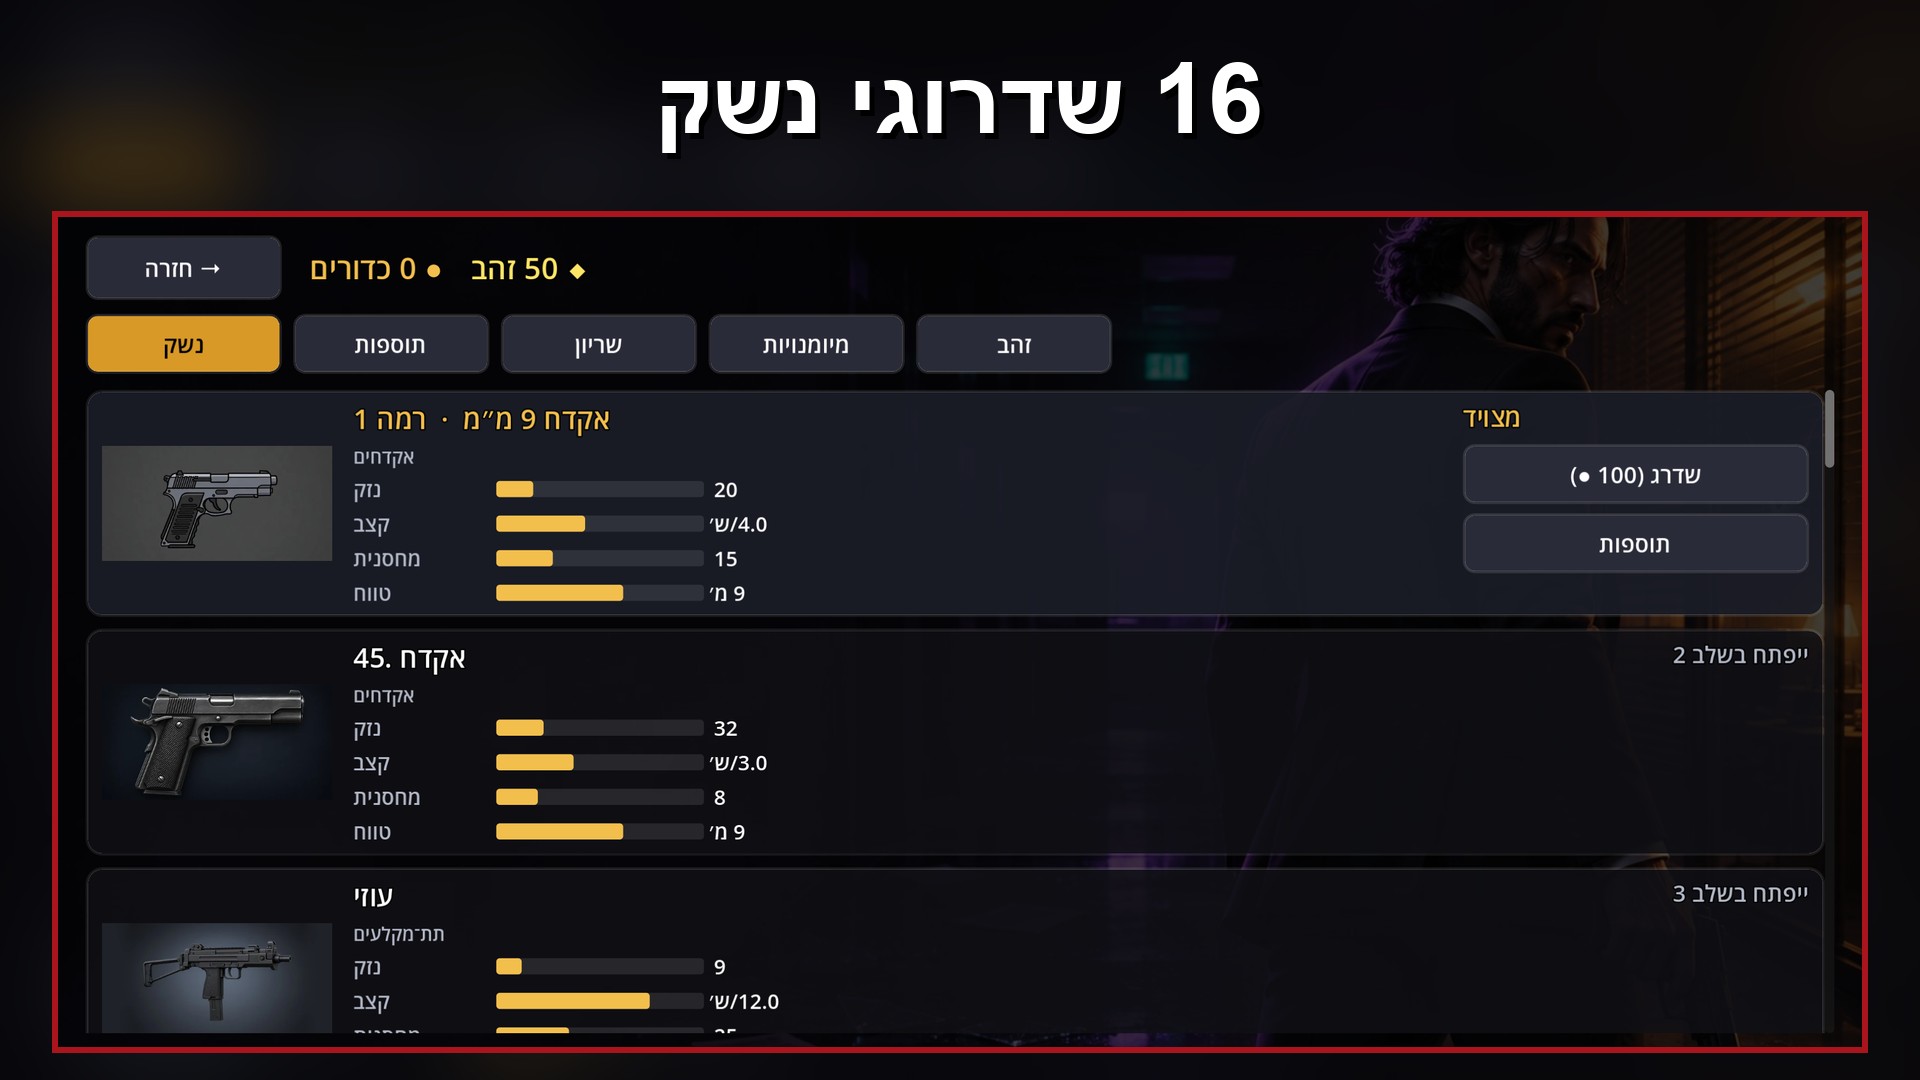 16 שדרוגי נשק
→ חזרה
● 0 כדורים
◆ 50 זהב
נשק
תוספות
שריון
מיומנויות
זהב
אקדח 9 מ״מ · רמה 1
אקדחים
נזק 20
קצב 4.0/ש׳
מחסנית 15
טווח 9 מ׳
מצויד
שדרג (100 ●)
תוספות
אקדח .45
אקדחים
נזק 32
קצב 3.0/ש׳
מחסנית 8
טווח 9 מ׳
ייפתח בשלב 2
עוזי
תת־מקלעים
נזק 9
קצב 12.0/ש׳
ייפתח בשלב 3